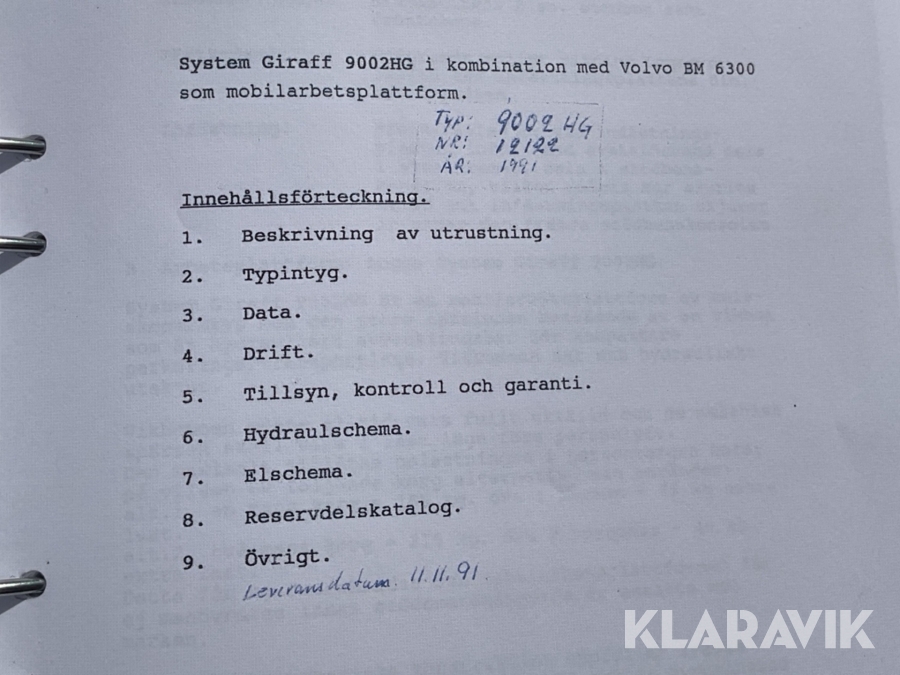 System Giraff 9002HG i kombination med Volvo BM 6300
som mobilarbetsplattform.
TYP: 9002 HG
NR: 12122
ÅR: 1991
Innehållsförteckning.
1. Beskrivning av utrustning.
2. Typintyg.
3. Data.
4. Drift.
5. Tillsyn, kontroll och garanti.
6. Hydraulschema.
7. Elschema.
8. Reservdelskatalog.
9. Övrigt.
Leveransdatum. 11.11.91.
KLARAVIK